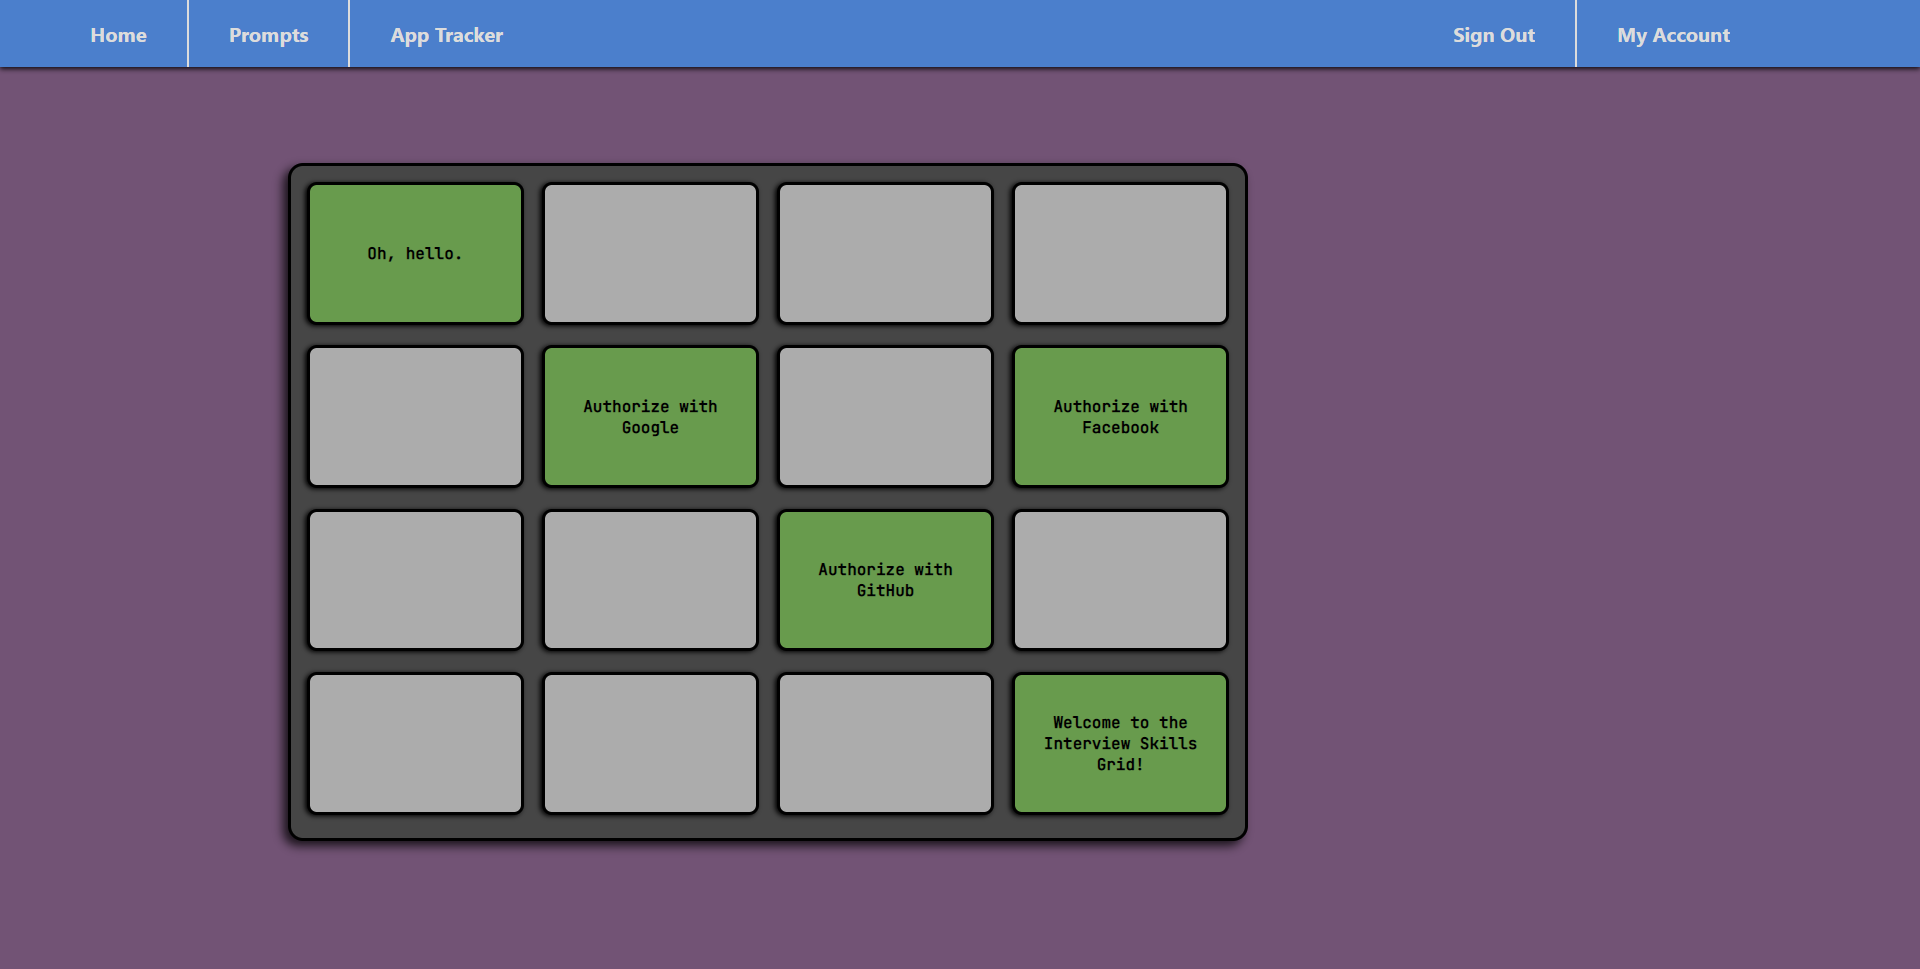 Home
Prompts
App Tracker
Sign Out
My Account
Oh, hello.
Authorize with
Google
Authorize with
Facebook
Authorize with
GitHub
Welcome to the
Interview Skills
Grid!